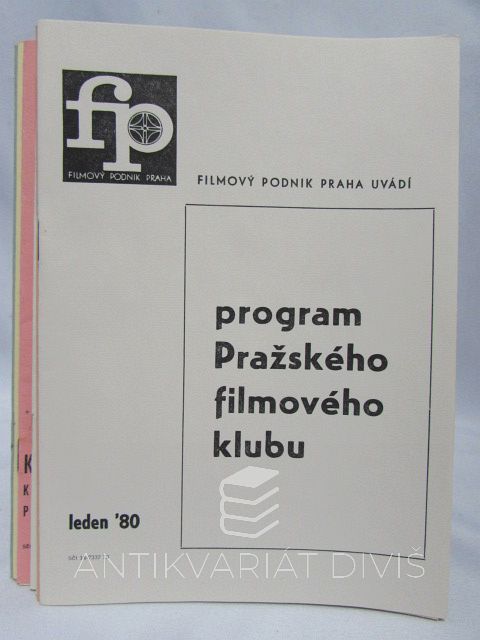 fp
FILMOVÝ PODNIK PRAHA
FILMOVÝ PODNIK PRAHA UVÁDÍ
program
Pražského
filmového
klubu
leden '80
ANTIKVARIÁT DIVIŠ
K
K
P